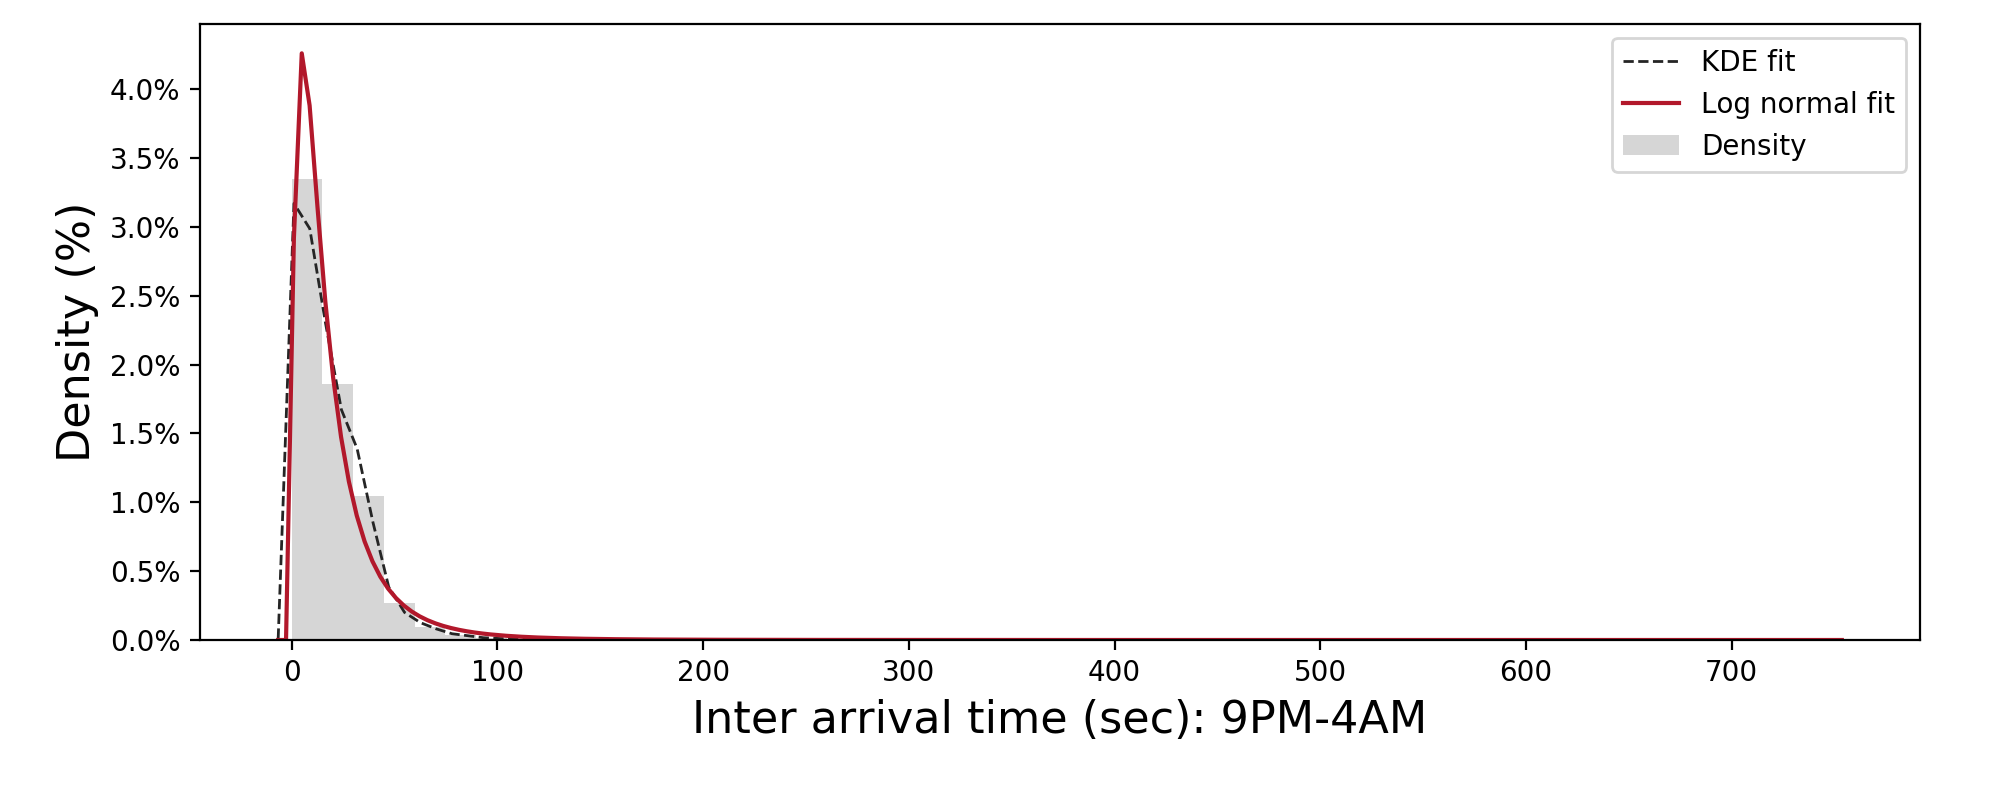 KDE fit
Log normal fit
Density
4.0%
3.5%
3.0%
2.5%
2.0%
1.5%
1.0%
0.5%
0.0%
Density (%)
0 100 200 300 400 500 600 700
Inter arrival time (sec): 9PM-4AM